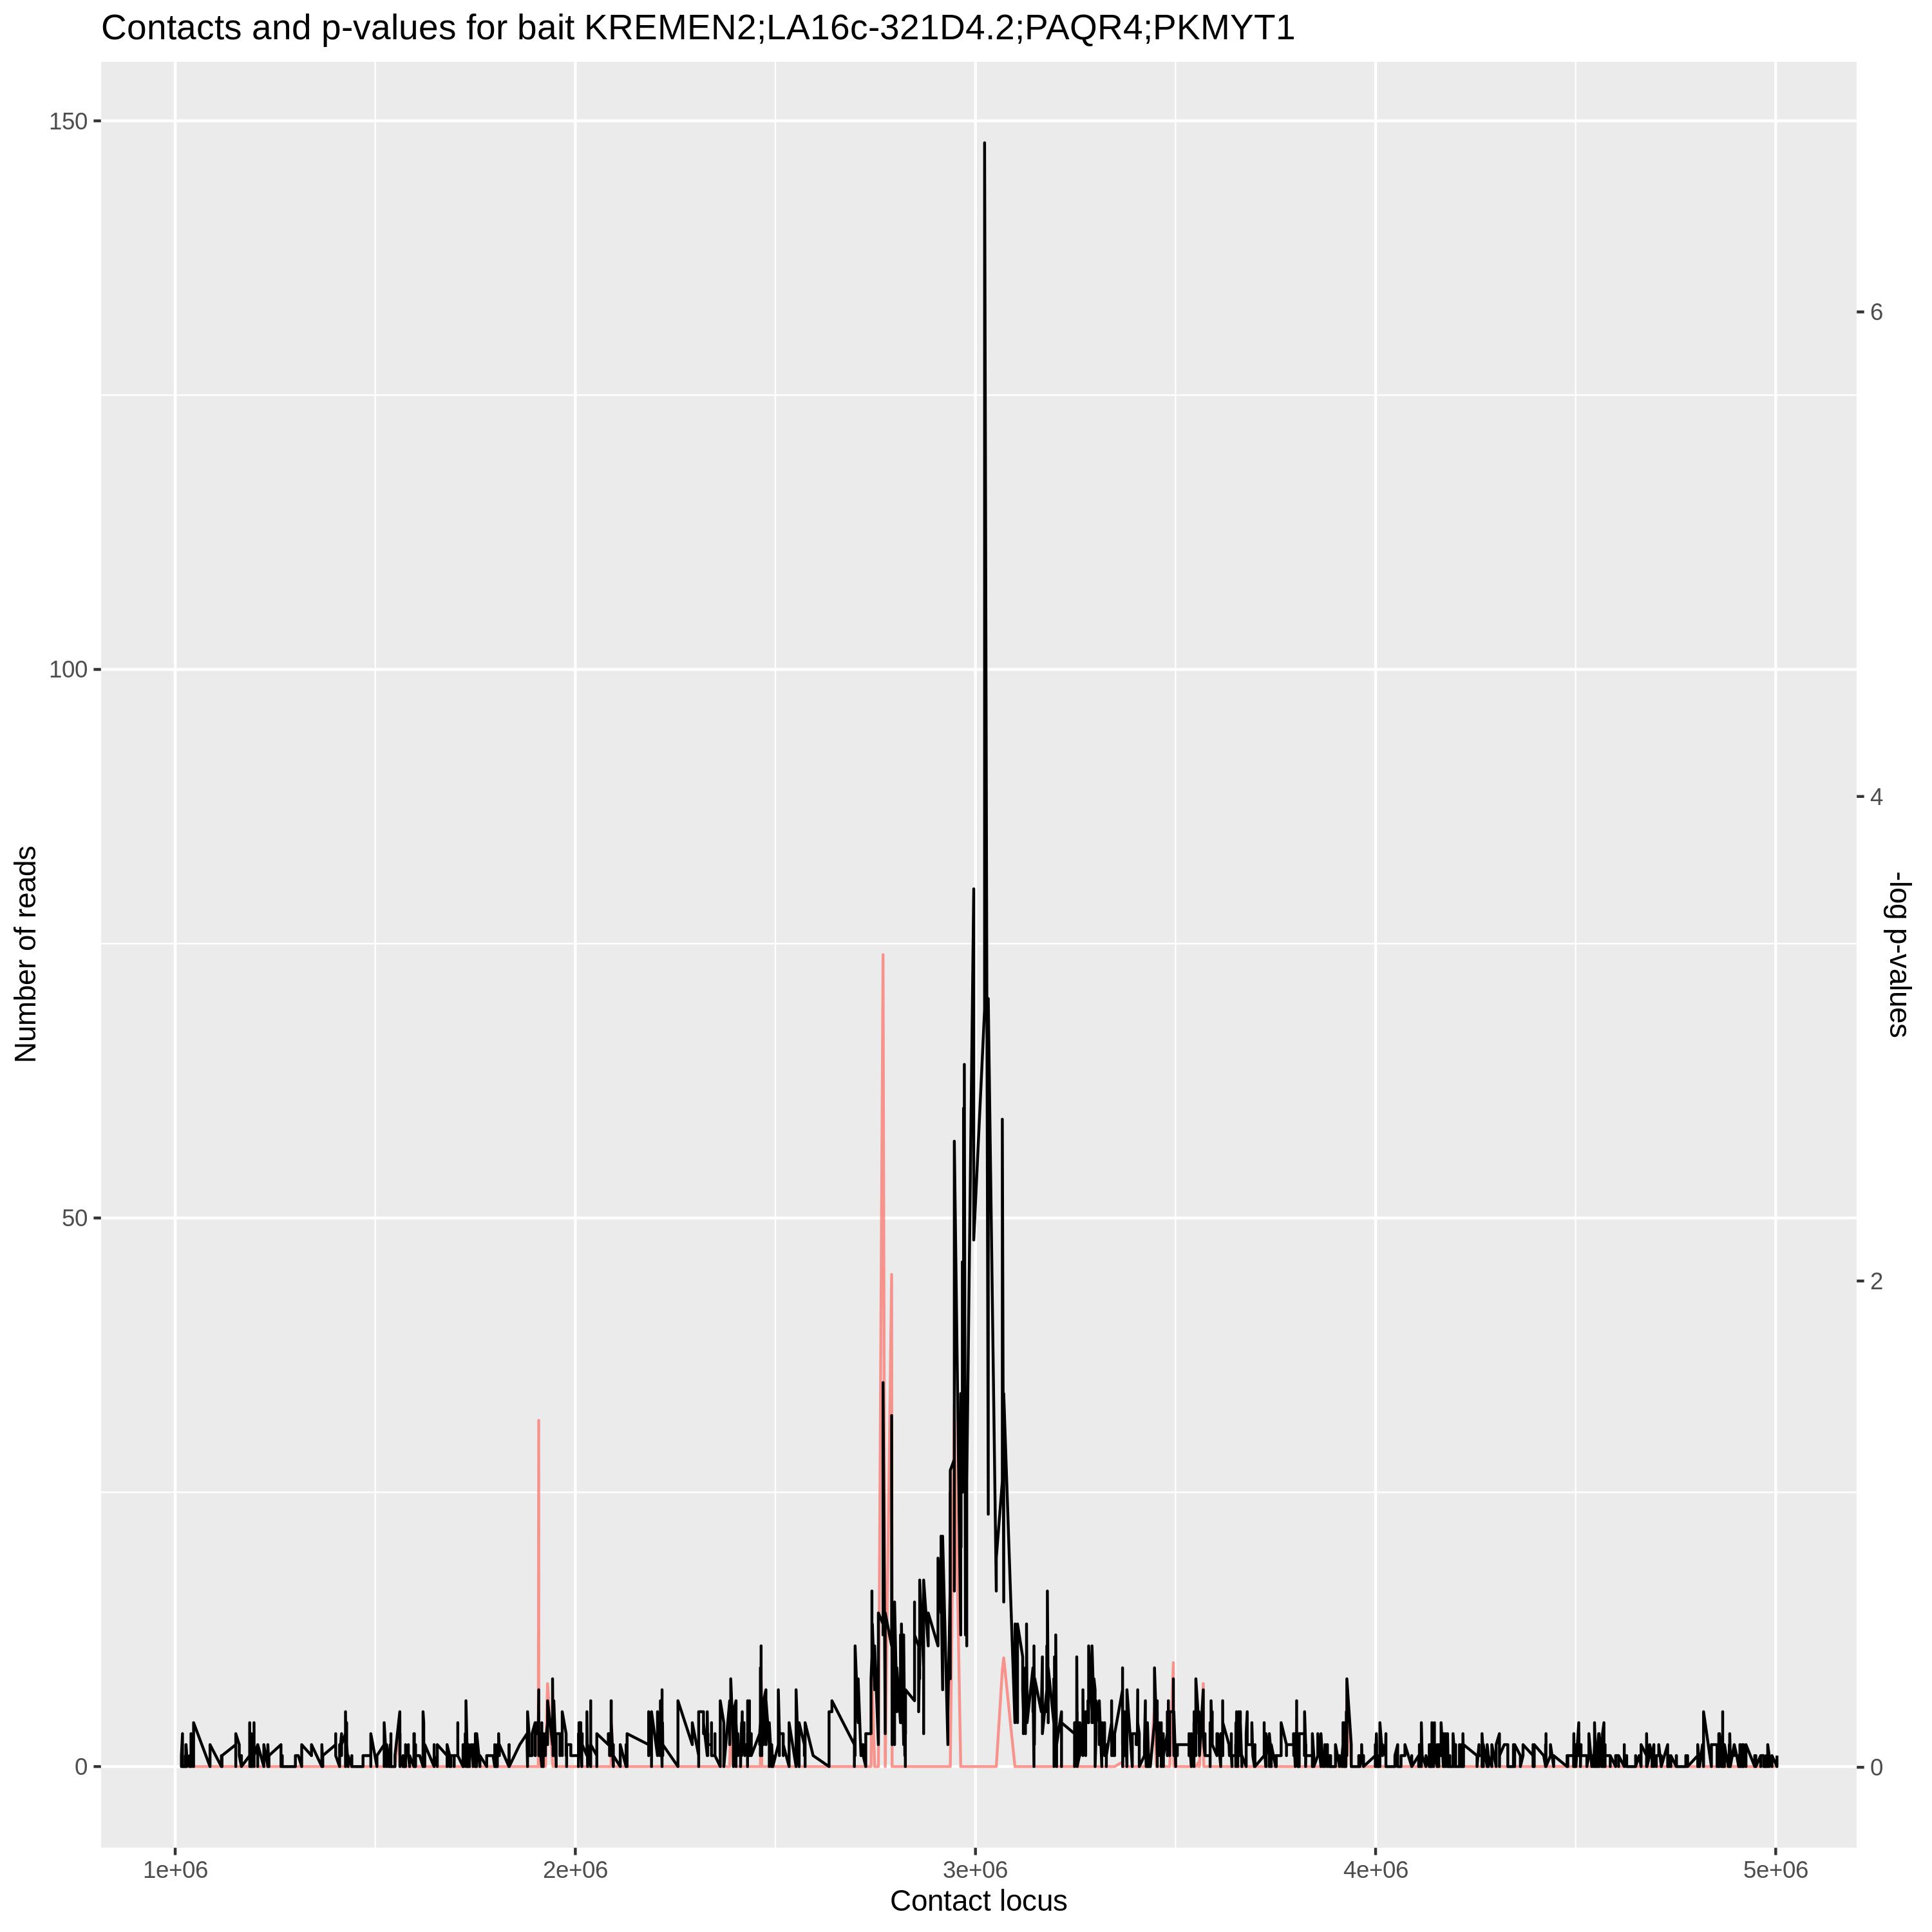 Contacts and p-values for bait KREMEN2;LA16c-321D4.2;PAQR4;PKMYT1
150
100
50
0
Number of reads
6
4
2
0
-log p-values
1e+06
2e+06
3e+06
4e+06
5e+06
Contact locus